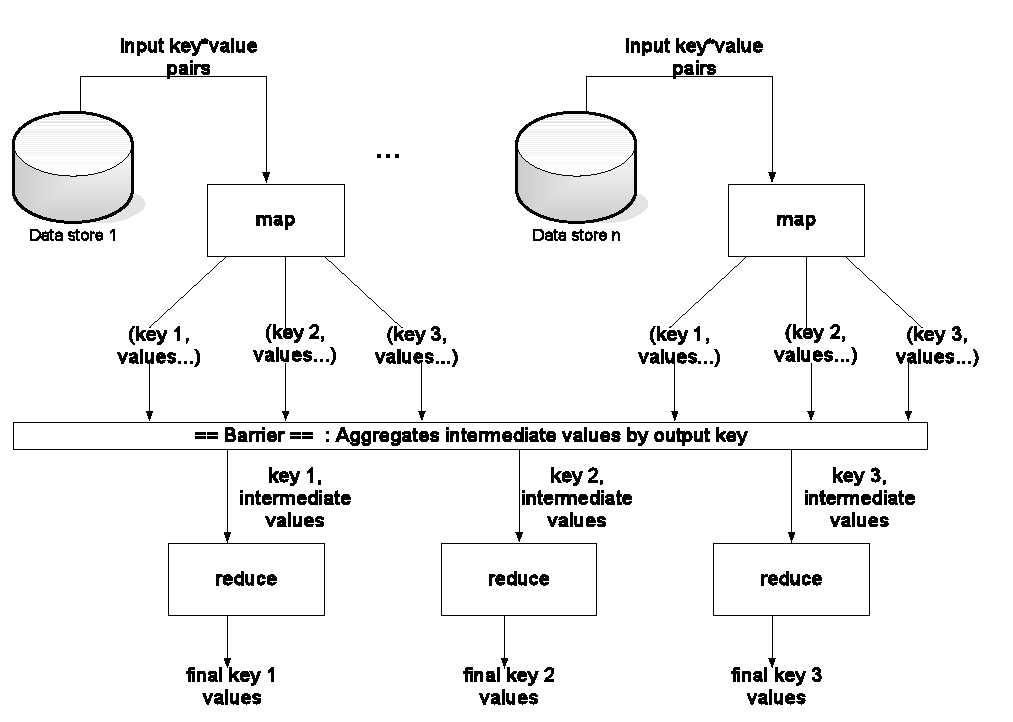 Input key*value
pairs
Input key*value
pairs
...
Data store 1
map
Data store n
map
(key 1,
values...)
(key 2,
values...)
(key 3,
values...)
(key 1,
values...)
(key 2,
values...)
(key 3,
values...)
== Barrier == : Aggregates intermediate values by output key
key 1,
intermediate
values
key 2,
intermediate
values
key 3,
intermediate
values
reduce
reduce
reduce
final key 1
values
final key 2
values
final key 3
values